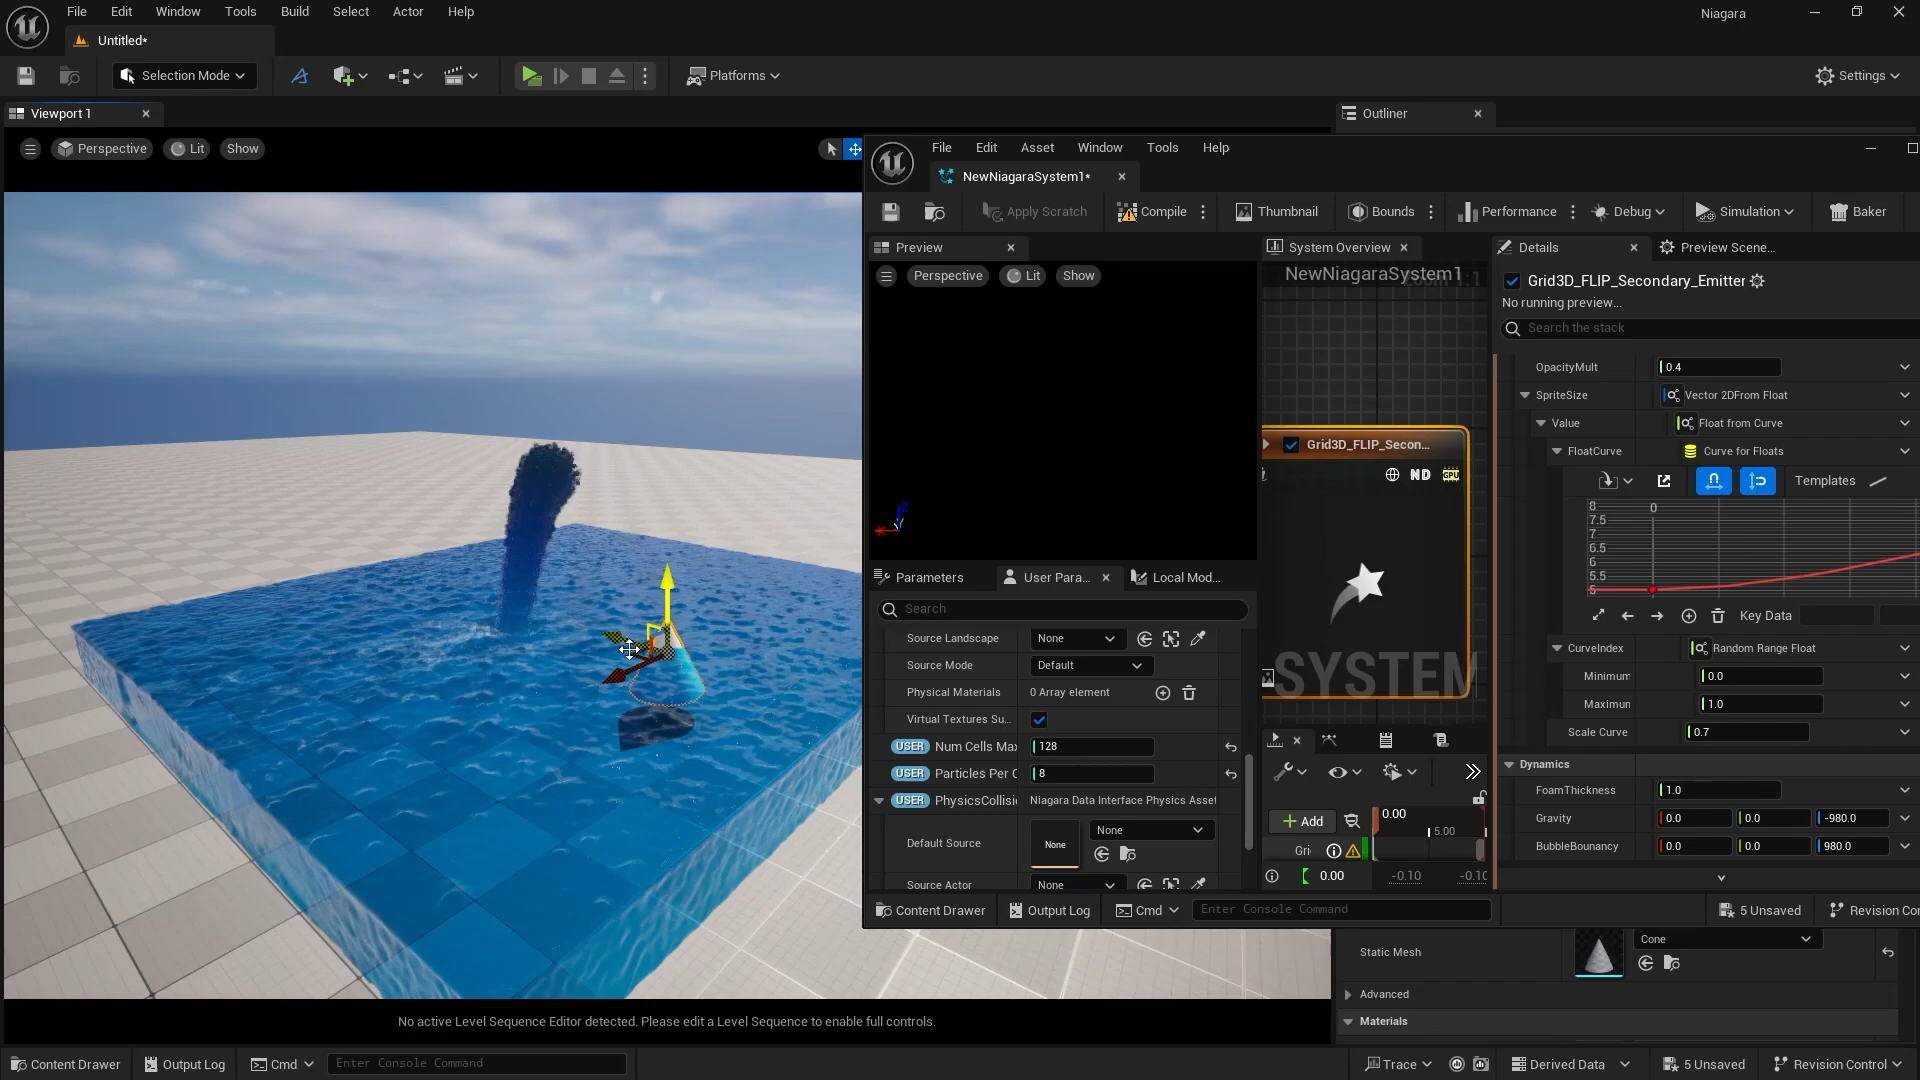 File Edit Window Tools Build Select Actor Help
Niagara
Untitled*
Selection Mode
Platforms
Settings
Viewport 1
Outliner
Perspective Lit Show
File Edit Asset Window Tools Help
NewNiagaraSystem1*
Apply Scratch
Compile
Thumbnail
Bounds
Performance
Debug
Simulation
Baker
Preview
System Overview
Details
Preview Scene...
Perspective Lit Show
NewNiagaraSystem1
Grid3D_FLIP_Secondary_Emitter
No running preview...
Search the stack
OpacityMult 0.4
SpriteSize Vector 2DFrom Float
Value Float from Curve
FloatCurve Curve for Floats
Templates
8
7.5
7
6.5
6
5.5
5
0
Key Data
CurveIndex Random Range Float
Minimum 0.0
Maximum 1.0
Scale Curve 0.7
Dynamics
FoamThickness 1.0
Gravity 0.0 0.0 -980.0
BubbleBouyancy 0.0 0.0 980.0
Grid3D_FLIP_Secon...
ND GPU
SYSTEM
Parameters
User Para...
Local Mod...
Search
Source Landscape None
Source Mode Default
Physical Materials 0 Array element
Virtual Textures Su...
USER Num Cells Max 128
USER Particles Per C 8
USER PhysicsCollisi Niagara Data Interface Physics Asset
Default Source None None
Source Actor None
Add
0.00
5.00
Gri
0.00 -0.10 -0.10
Content Drawer Output Log Cmd Enter Console Command
5 Unsaved Revision Co
Static Mesh Cone
Advanced
Materials
No active Level Sequence Editor detected. Please edit a Level Sequence to enable full controls.
Content Drawer Output Log Cmd Enter Console Command
Trace Derived Data 5 Unsaved Revision Control